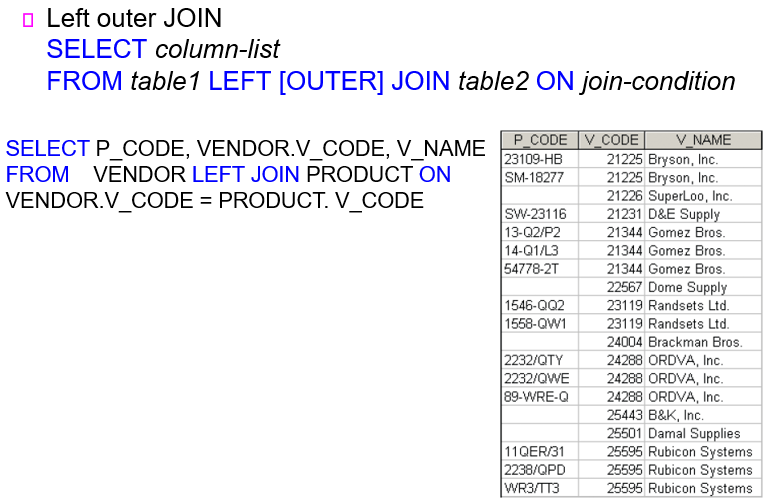 Left outer JOIN
SELECT column-list
FROM table1 LEFT [OUTER] JOIN table2 ON join-condition
SELECT P_CODE, VENDOR.V_CODE, V_NAME
FROM VENDOR LEFT JOIN PRODUCT ON
VENDOR.V_CODE = PRODUCT. V_CODE
P_CODE V_CODE V_NAME
23109-HB 21225 Bryson, Inc.
SM-18277 21225 Bryson, Inc.
21226 SuperLoo, Inc.
SW-23116 21231 D&E Supply
13-Q2/P2 21344 Gomez Bros.
14-Q1/L3 21344 Gomez Bros.
54778-2T 21344 Gomez Bros.
22567 Dome Supply
1546-QQ2 23119 Randsets Ltd.
1558-QW1 23119 Randsets Ltd.
24004 Brackman Bros.
2232/QTY 24288 ORDVA, Inc.
2232/QWE 24288 ORDVA, Inc.
89-WRE-Q 24288 ORDVA, Inc.
25443 B&K, Inc.
25501 Damal Supplies
11QER/31 25595 Rubicon Systems
2238/QPD 25595 Rubicon Systems
WR3/TT3 25595 Rubicon Systems